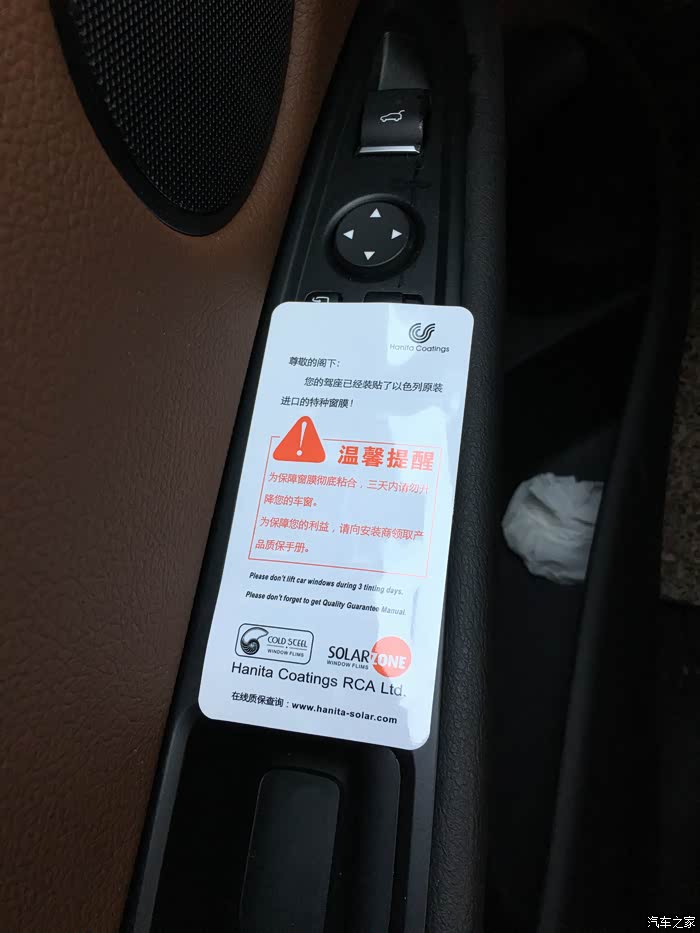 Hanita Coatings
尊敬的阁下：
您的驾座已经装贴了以色列原装
进口的特种窗膜！
温馨提醒
为保障窗膜彻底粘合，三天内请勿升
降您的车窗。
为保障您的利益，请向安装商领取产
品质保手册。
Please don't lift car windows during 3 tinting days.
Please don't forget to get Quality Guarantee Manual.
COLD STEEL
WINDOW FLIMS
SOLARZONE
WINDOW FLIMS
Hanita Coatings RCA Ltd.
在线质保查询：www.hanita-solar.com
汽车之家